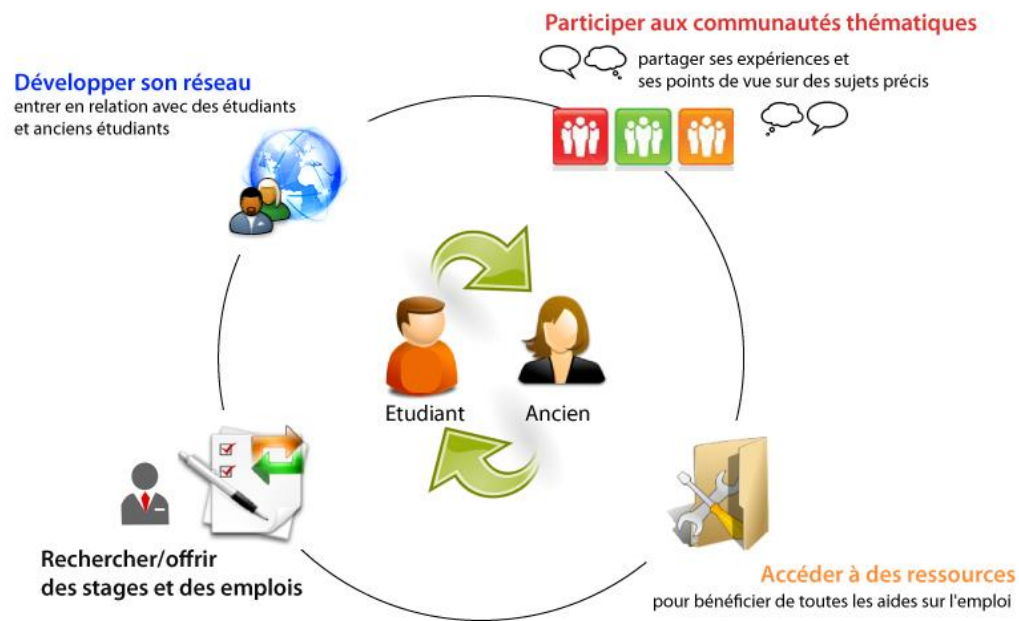 Participer aux communautés thématiques
partager ses expériences et
ses points de vue sur des sujets précis
Développer son réseau
entrer en relation avec des étudiants
et anciens étudiants
Etudiant
Ancien
Rechercher/offrir
des stages et des emplois
Accéder à des ressources
pour bénéficier de toutes les aides sur l'emploi